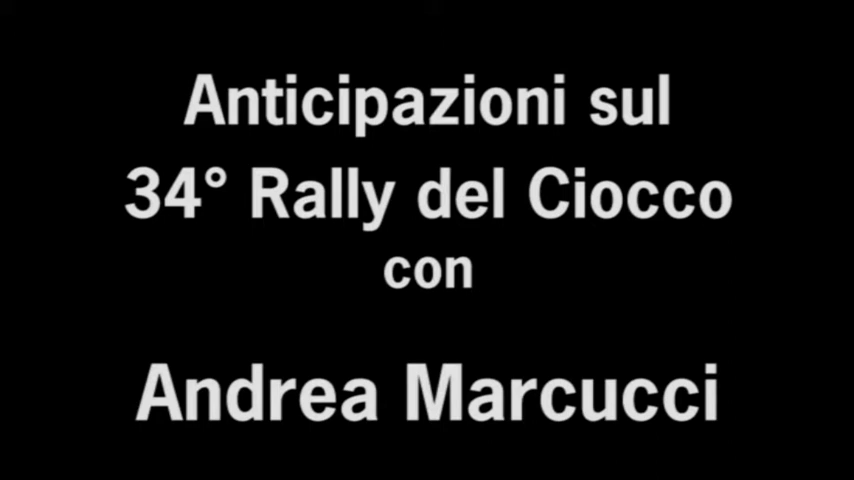 Anticipazioni sul
34° Rally del Ciocco
con
Andrea Marcucci